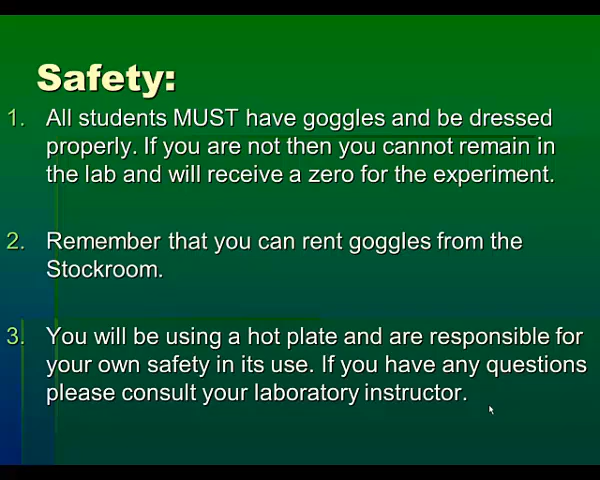 Safety:
1. All students MUST have goggles and be dressed
properly. If you are not then you cannot remain in
the lab and will receive a zero for the experiment.
2. Remember that you can rent goggles from the
Stockroom.
3. You will be using a hot plate and are responsible for
your own safety in its use. If you have any questions
please consult your laboratory instructor.